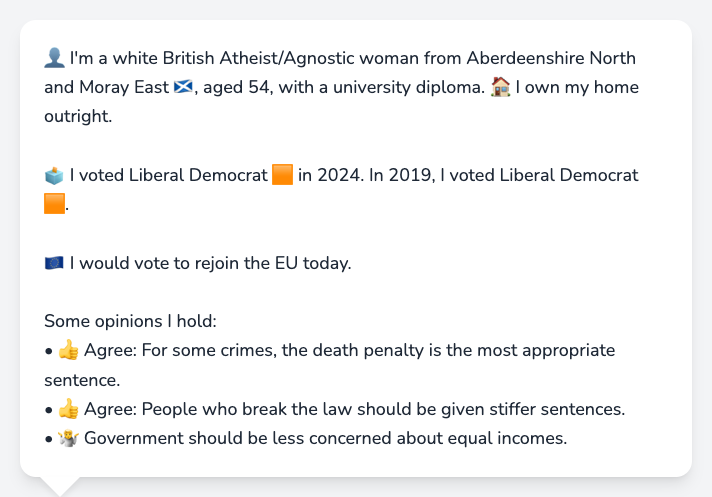 👤 I'm a white British Atheist/Agnostic woman from Aberdeenshire North
and Moray East 🏴󠁧󠁢󠁳󠁣󠁴󠁿, aged 54, with a university diploma. 🏠 I own my home
outright.
🗳️ I voted Liberal Democrat 🟧 in 2024. In 2019, I voted Liberal Democrat
🟧.
🇪🇺 I would vote to rejoin the EU today.
Some opinions I hold:
• 👍 Agree: For some crimes, the death penalty is the most appropriate
sentence.
• 👍 Agree: People who break the law should be given stiffer sentences.
• 🤷‍♀️ Government should be less concerned about equal incomes.